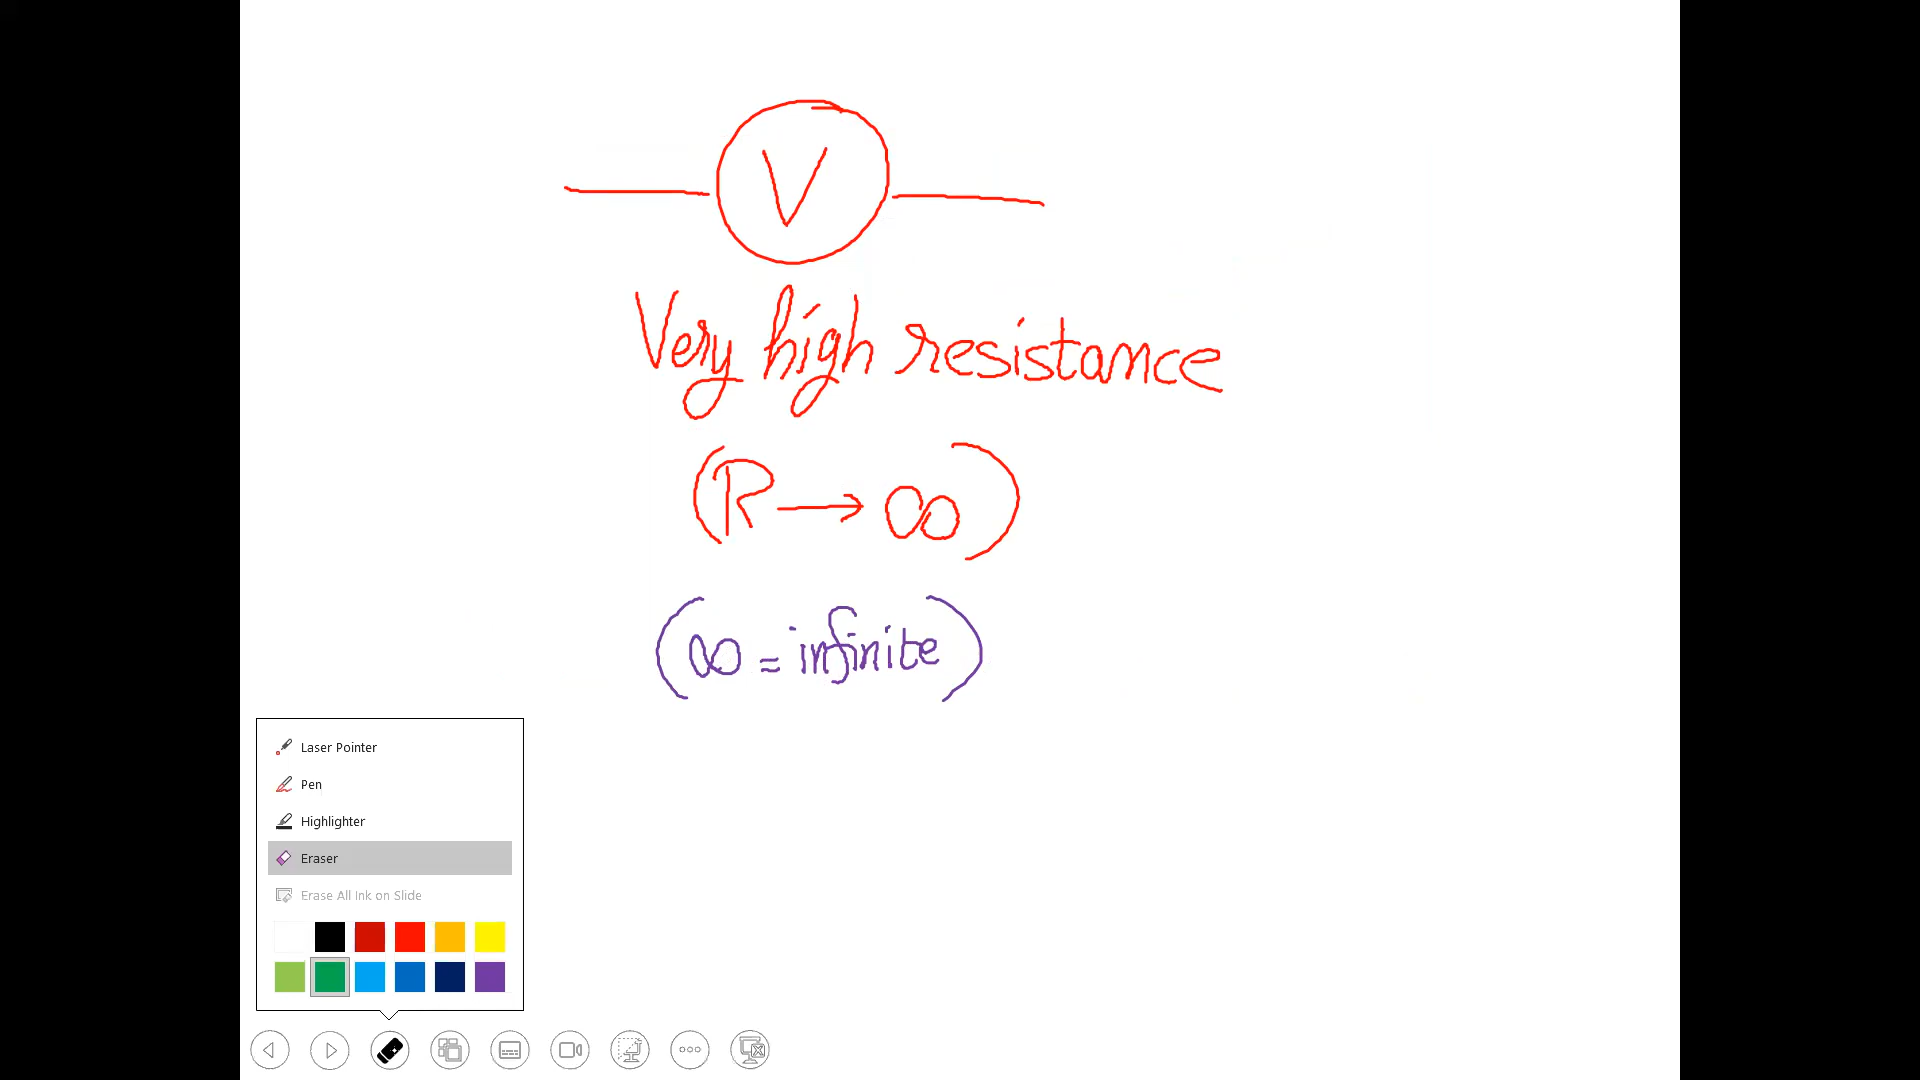 V
Very high resistance
(R → ∞)
(∞ = infinite)
Laser Pointer
Pen
Highlighter
Eraser
Erase All Ink on Slide